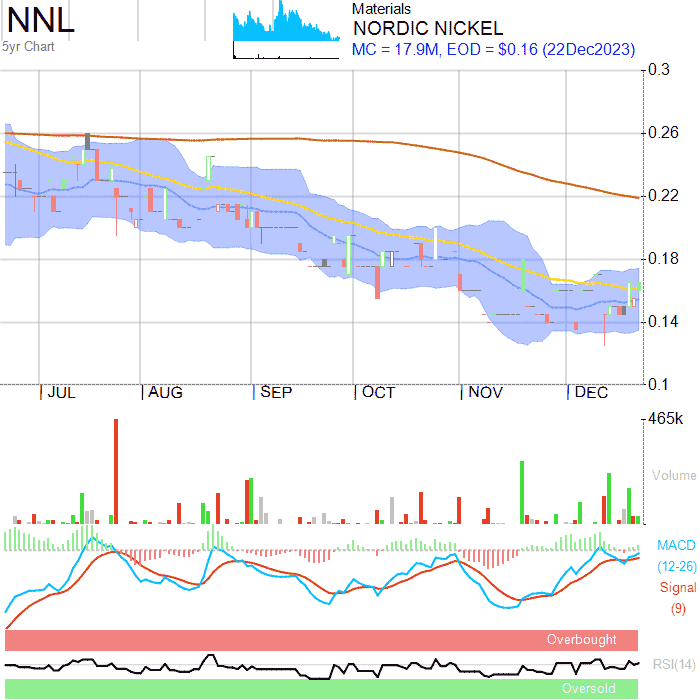 NNL
5yr Chart
Materials
NORDIC NICKEL
MC = 17.9M, EOD = $0.16 (22Dec2023)
0.3
0.26
0.22
0.18
0.14
0.1
JUL AUG SEP OCT NOV DEC
465k
Volume
MACD
(12-26)
Signal
(9)
Overbought
RSI(14)
Oversold